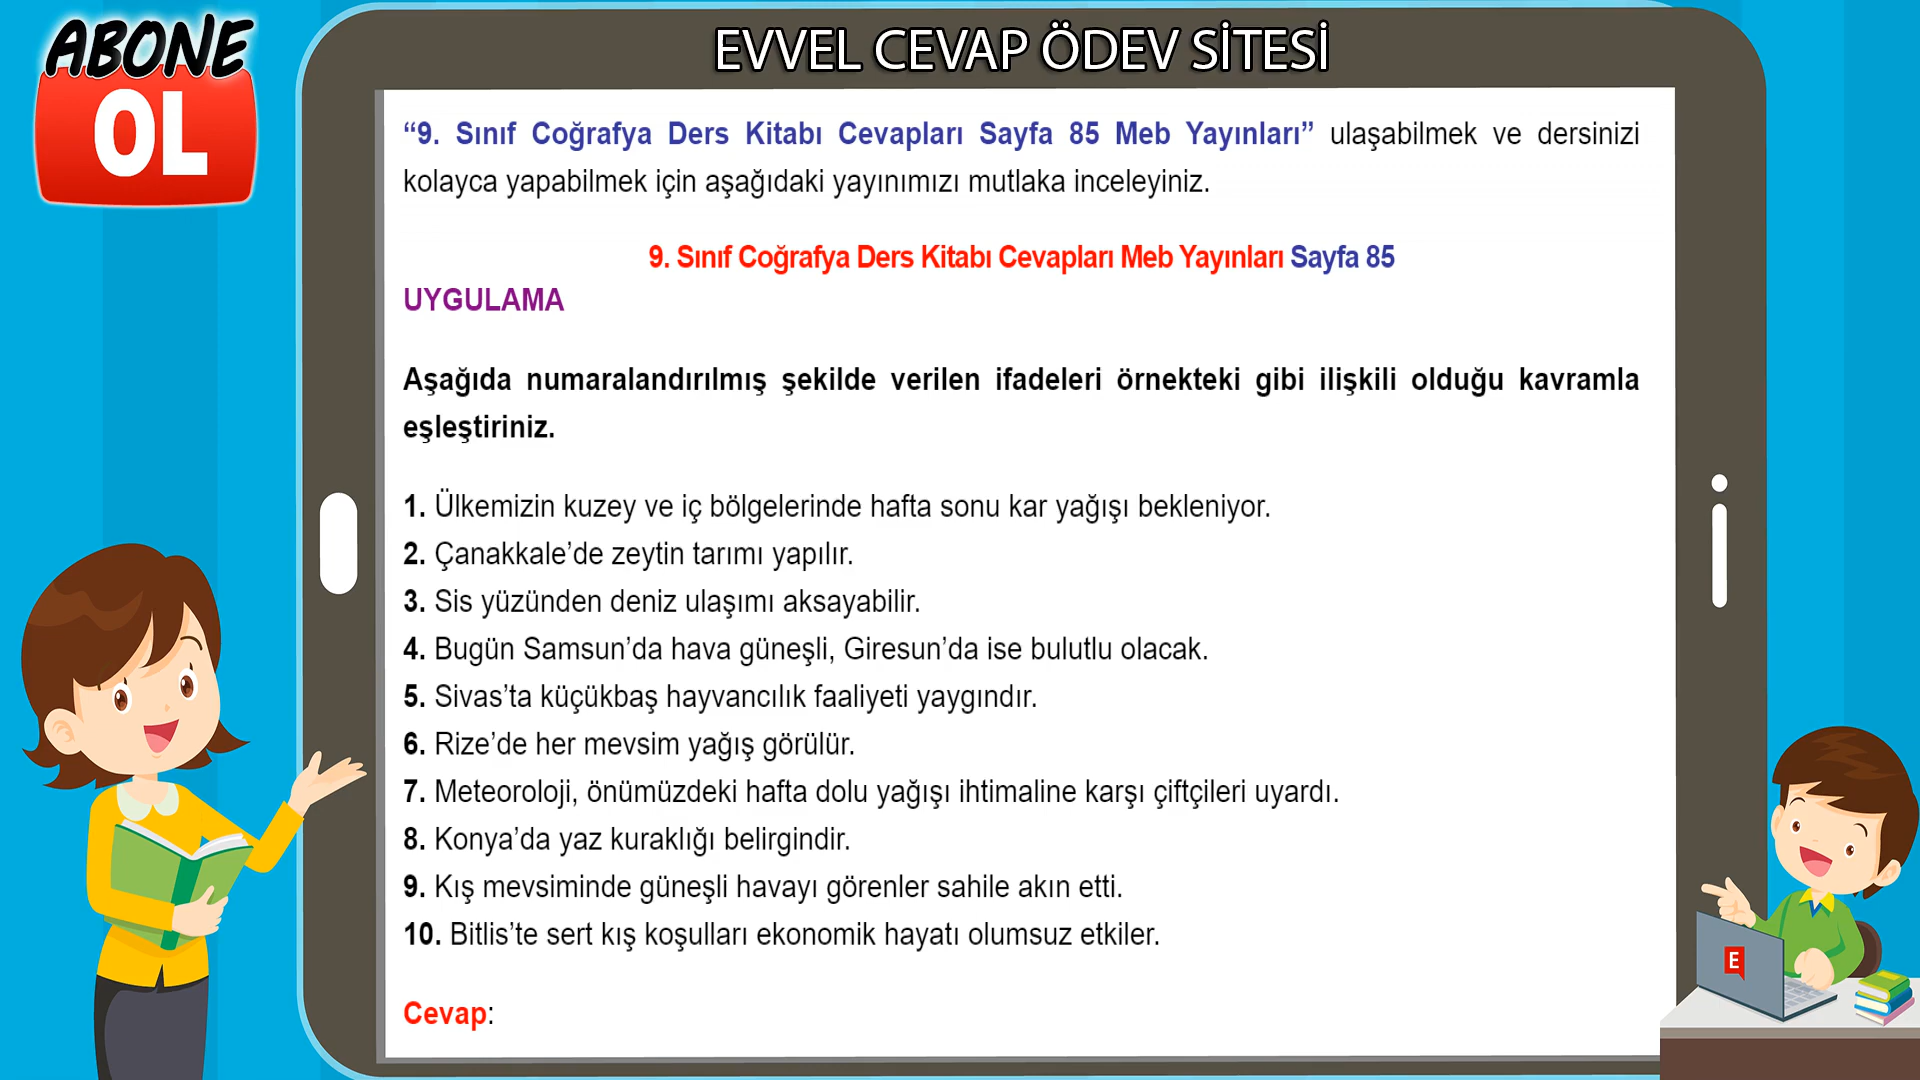 ABONE
OL
EVVEL CEVAP ÖDEV SİTESİ
“9. Sınıf Coğrafya Ders Kitabı Cevapları Sayfa 85 Meb Yayınları” ulaşabilmek ve dersinizi
kolayca yapabilmek için aşağıdaki yayınımızı mutlaka inceleyiniz.
9. Sınıf Coğrafya Ders Kitabı Cevapları Meb Yayınları Sayfa 85
UYGULAMA
Aşağıda numaralandırılmış şekilde verilen ifadeleri örnekteki gibi ilişkili olduğu kavramla
eşleştiriniz.
1. Ülkemizin kuzey ve iç bölgelerinde hafta sonu kar yağışı bekleniyor.
2. Çanakkale’de zeytin tarımı yapılır.
3. Sis yüzünden deniz ulaşımı aksayabilir.
4. Bugün Samsun’da hava güneşli, Giresun’da ise bulutlu olacak.
5. Sivas’ta küçükbaş hayvancılık faaliyeti yaygındır.
6. Rize’de her mevsim yağış görülür.
7. Meteoroloji, önümüzdeki hafta dolu yağışı ihtimaline karşı çiftçileri uyardı.
8. Konya’da yaz kuraklığı belirgindir.
9. Kış mevsiminde güneşli havayı görenler sahile akın etti.
10. Bitlis’te sert kış koşulları ekonomik hayatı olumsuz etkiler.
Cevap:
E